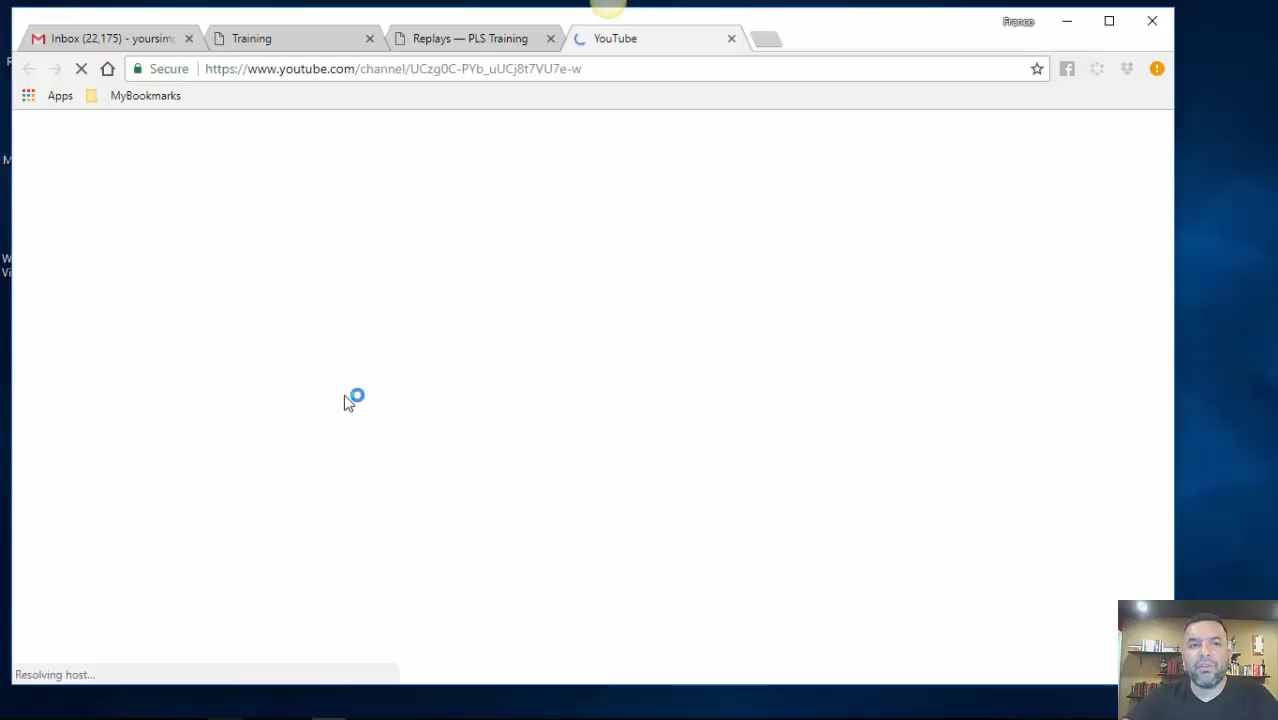 Franco
Inbox (22,175) - yoursim
Training
Replays — PLS Training
YouTube
Secure
https://www.youtube.com/channel/UCzg0C-PYb_uUCj8t7VU7e-w
Apps
MyBookmarks
R
M
W
Vi
Resolving host...